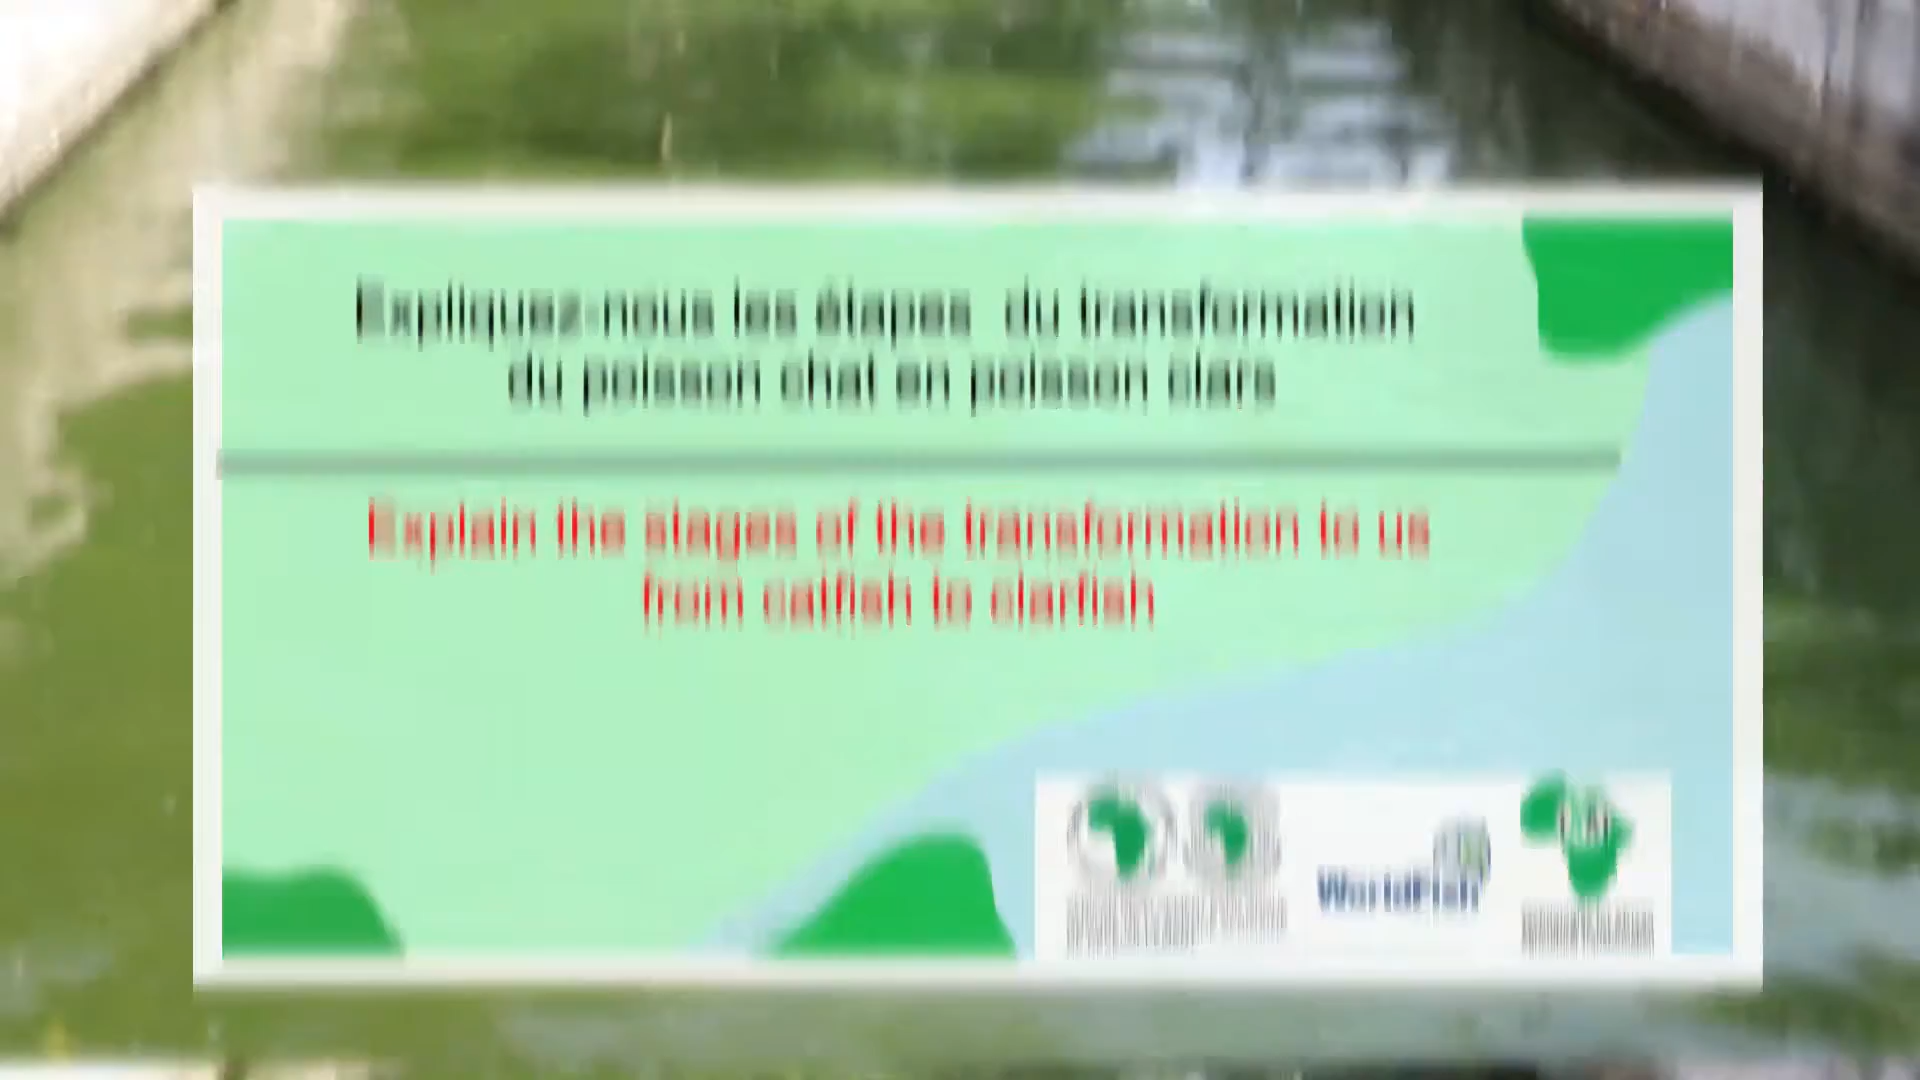 Expliquez-nous les étapes du transformation
du poisson chat en poisson clars
Explain the stages of the transformation to us
from catfish to clarfish
WorldFish